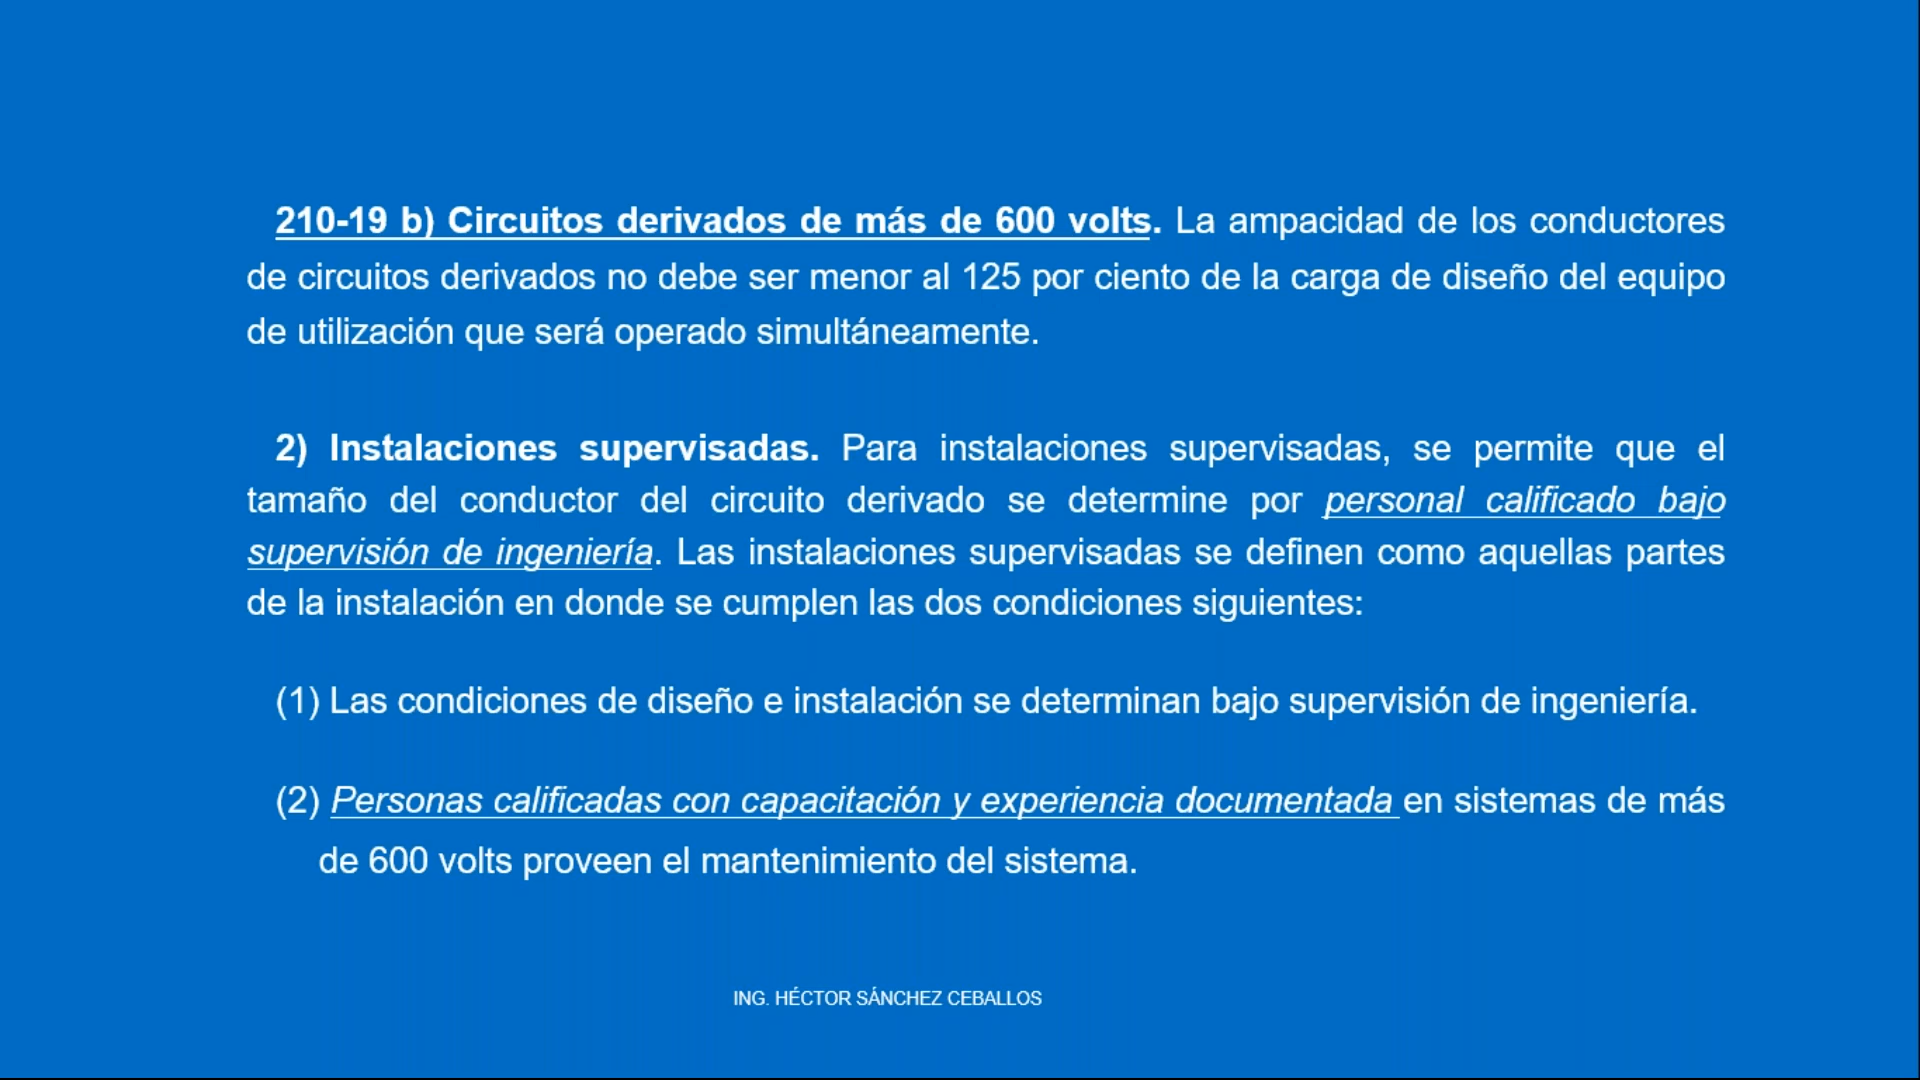 210-19 b) Circuitos derivados de más de 600 volts. La ampacidad de los conductores
de circuitos derivados no debe ser menor al 125 por ciento de la carga de diseño del equipo
de utilización que será operado simultáneamente.
2) Instalaciones supervisadas. Para instalaciones supervisadas, se permite que el
tamaño del conductor del circuito derivado se determine por personal calificado bajo
supervisión de ingeniería. Las instalaciones supervisadas se definen como aquellas partes
de la instalación en donde se cumplen las dos condiciones siguientes:
(1) Las condiciones de diseño e instalación se determinan bajo supervisión de ingeniería.
(2) Personas calificadas con capacitación y experiencia documentada en sistemas de más
de 600 volts proveen el mantenimiento del sistema.
ING. HÉCTOR SÁNCHEZ CEBALLOS